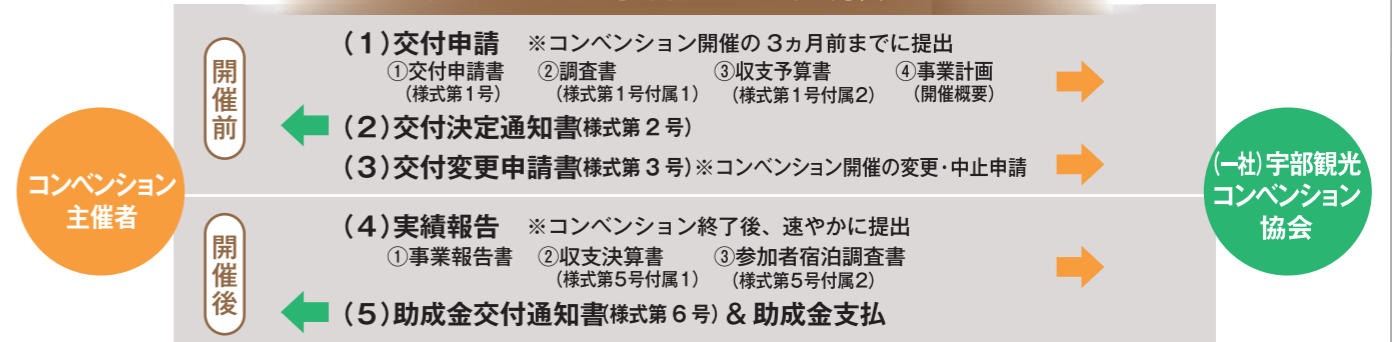 開催前
(1)交付申請 ※コンベンション開催の3ヵ月前までに提出
①交付申請書 ②調査書 ③収支予算書 ④事業計画
(様式第1号) (様式第1号付属1) (様式第1号付属2) (開催概要)
(2)交付決定通知書(様式第2号)
(3)交付変更申請書(様式第3号)※コンベンション開催の変更・中止申請
コンベンション
主催者
(一社)宇部観光
コンベンション
協会
開催後
(4)実績報告 ※コンベンション終了後、速やかに提出
①事業報告書 ②収支決算書 ③参加者宿泊調査書
(様式第5号付属1) (様式第5号付属2)
(5)助成金交付通知書(様式第6号)&助成金支払